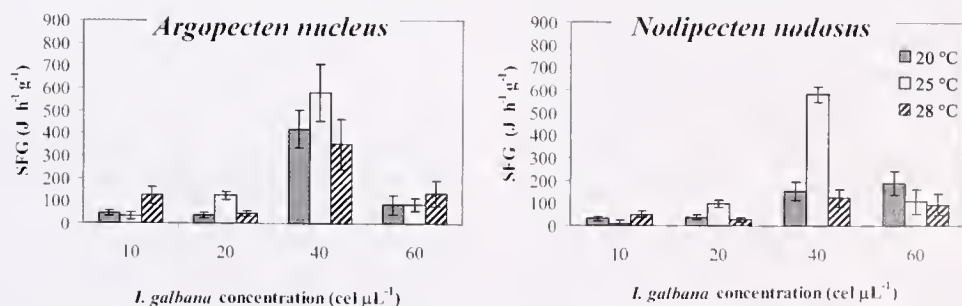 Argopecten nucleus
900
800
700
600
500
400
300
200
100
0
SFG (J h⁻¹g⁻¹)
10 20 40 60
I. galbana concentration (cel µL⁻¹)
Nodipecten nodosus
900
800
700
600
500
400
300
200
100
0
SFG (J h⁻¹g⁻¹)
20 °C
25 °C
28 °C
10 20 40 60
I. galbana concentration (cel µL⁻¹)